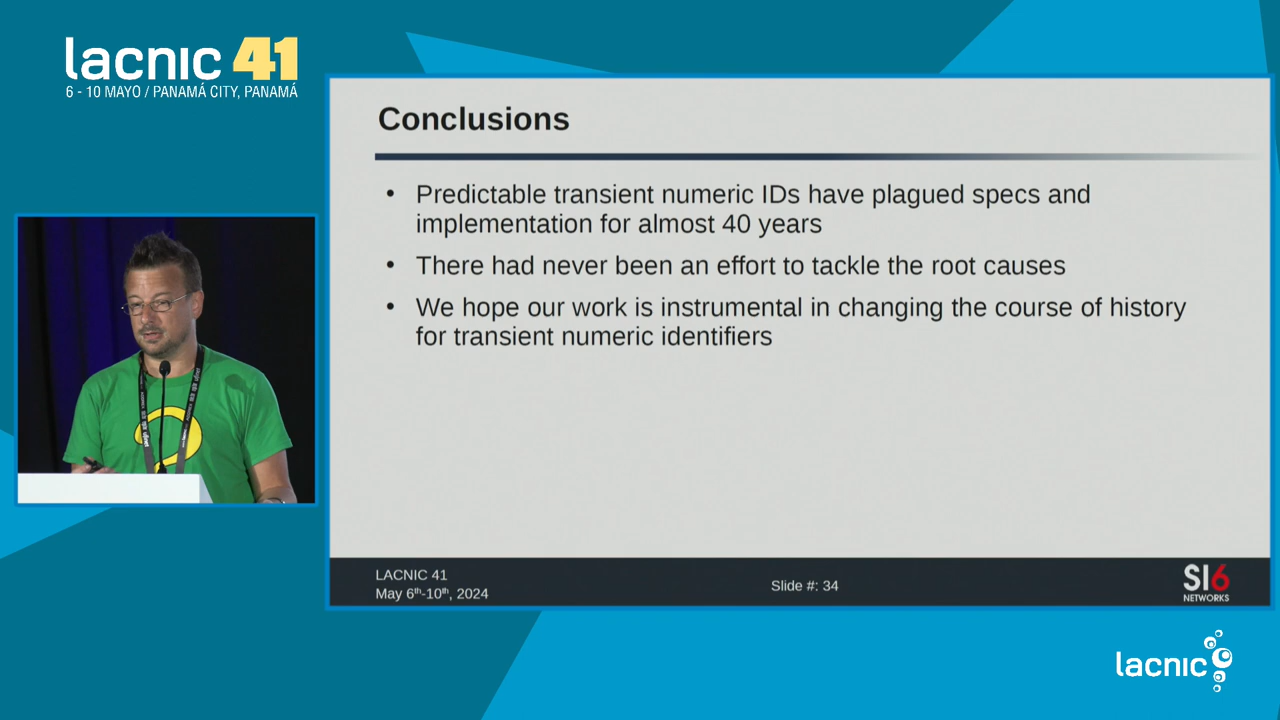 lacnic 41
6 - 10 MAYO / PANAMÁ CITY, PANAMÁ
Conclusions
• Predictable transient numeric IDs have plagued specs and
implementation for almost 40 years
• There had never been an effort to tackle the root causes
• We hope our work is instrumental in changing the course of history
for transient numeric identifiers
LACNIC 41
May 6th-10th, 2024
Slide #: 34
SI6
NETWORKS
lacnic